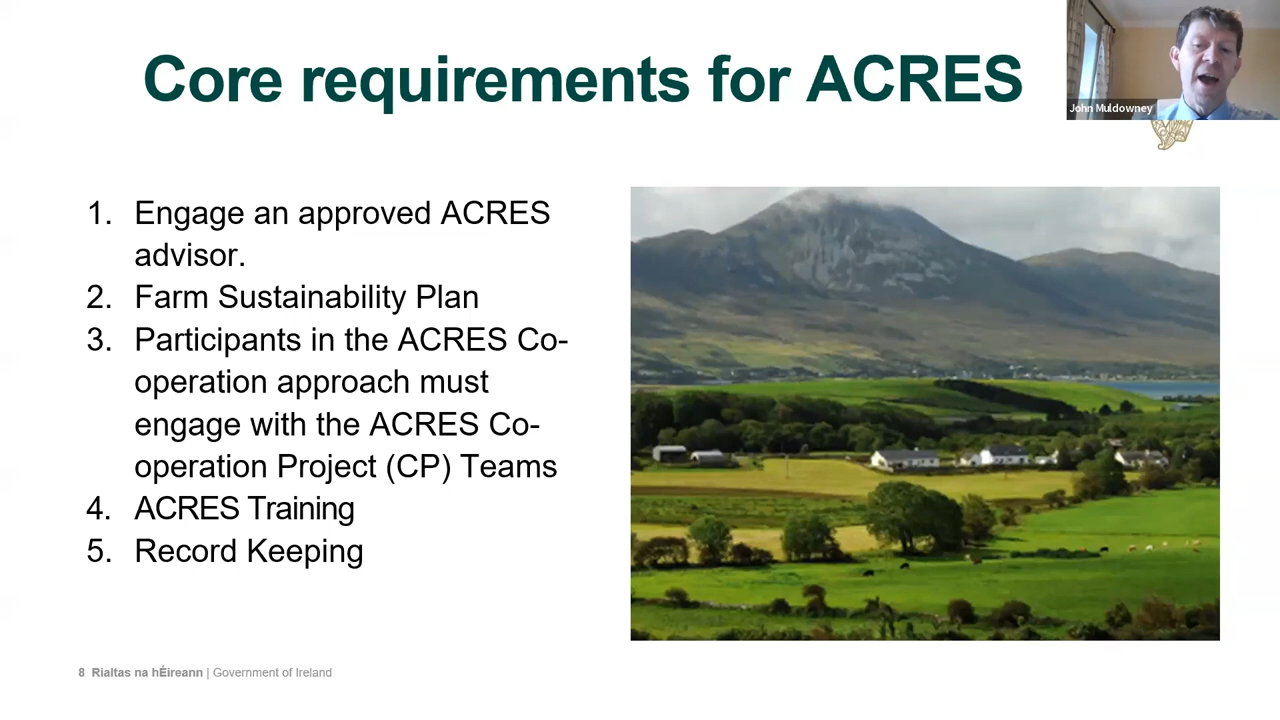 Core requirements for ACRES
John Muldowney
1. Engage an approved ACRES
advisor.
2. Farm Sustainability Plan
3. Participants in the ACRES Co-
operation approach must
engage with the ACRES Co-
operation Project (CP) Teams
4. ACRES Training
5. Record Keeping
8 Rialtas na hÉireann | Government of Ireland